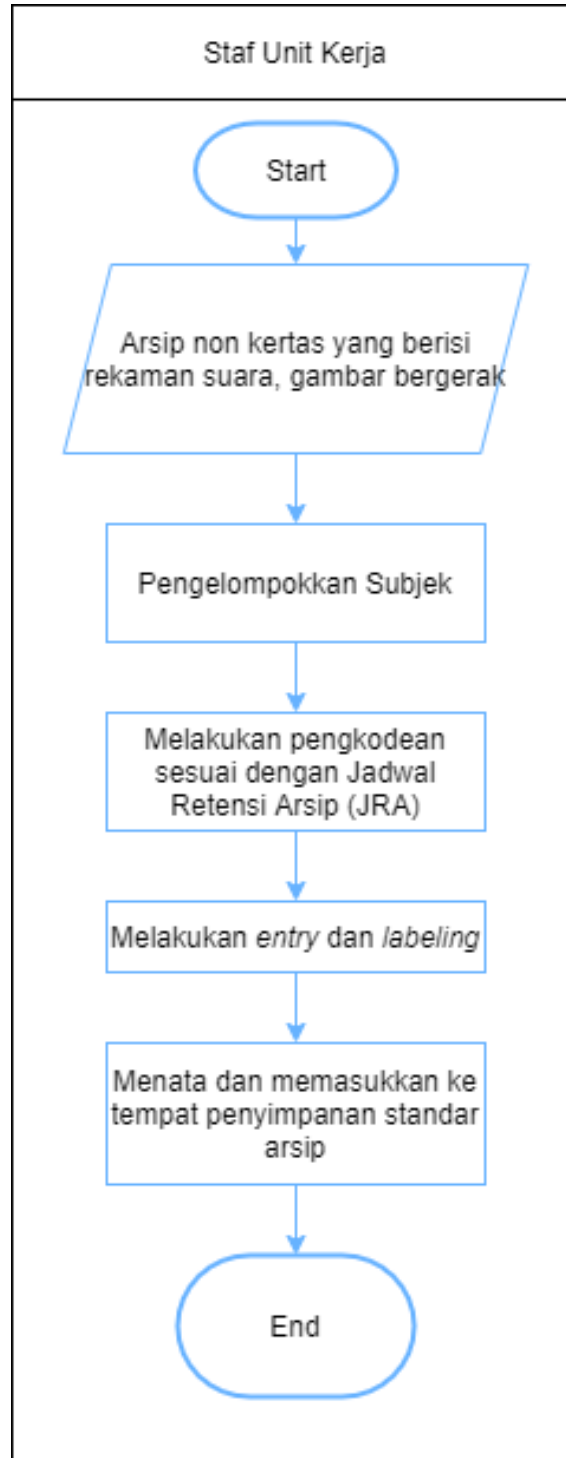 Staf Unit Kerja
Start
Arsip non kertas yang berisi
rekaman suara, gambar bergerak
Pengelompokkan Subjek
Melakukan pengkodean
sesuai dengan Jadwal
Retensi Arsip (JRA)
Melakukan entry dan labeling
Menata dan memasukkan ke
tempat penyimpanan standar
arsip
End